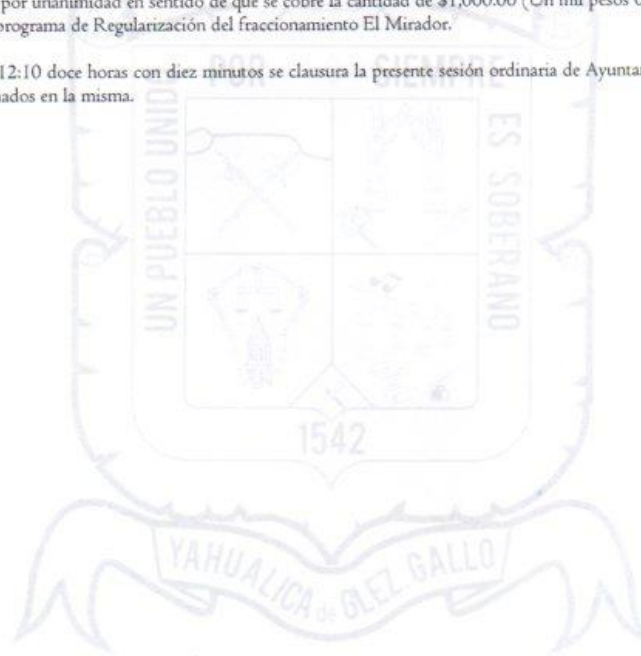 por unanimidad en sentido de que se cobre la cantidad de $1,000.00 (Un mil pesos
programa de Regularización del fraccionamiento El Mirador.
12:10 doce horas con diez minutos se clausura la presente sesión ordinaria de
en la misma.
UN PUEBLO UNIDO
POR SIEMPRE
ES SOBERANO
1542
YAHUALICA de GLEZ. GALLO